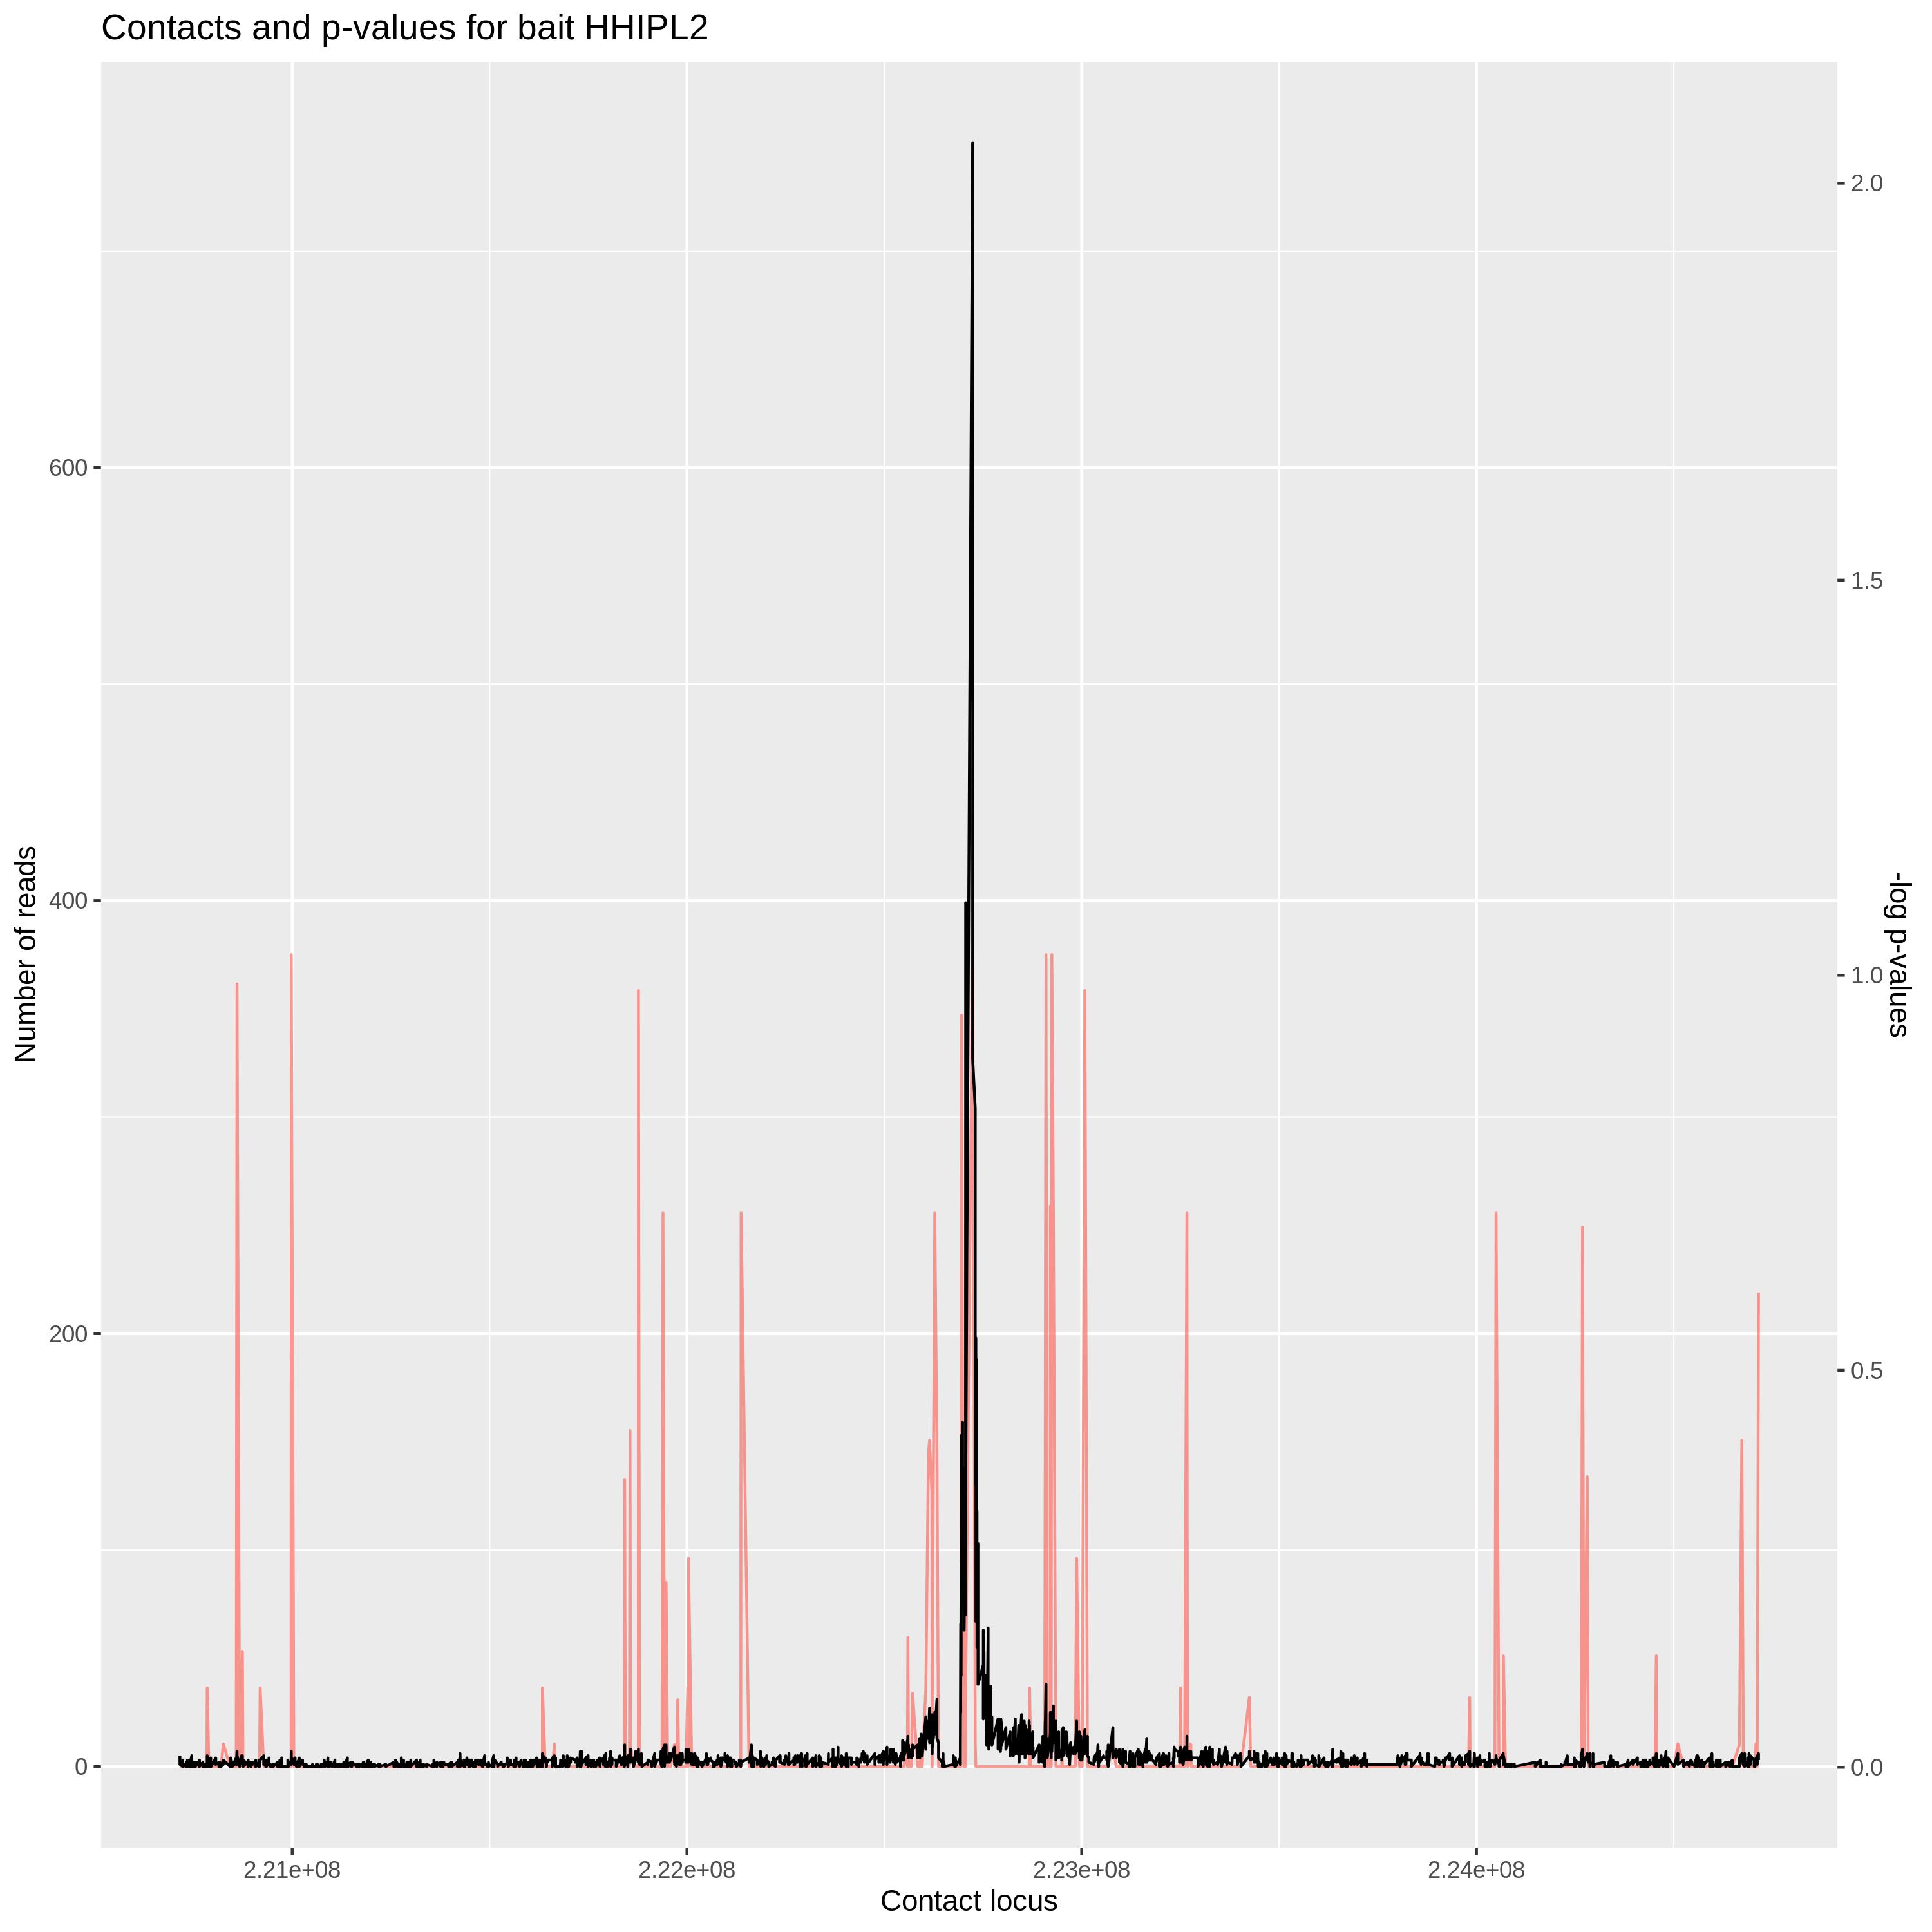 Contacts and p-values for bait HHIPL2
Number of reads
600
400
200
0
2.0
1.5
1.0
0.5
0.0
-log p-values
2.21e+08
2.22e+08
2.23e+08
2.24e+08
Contact locus